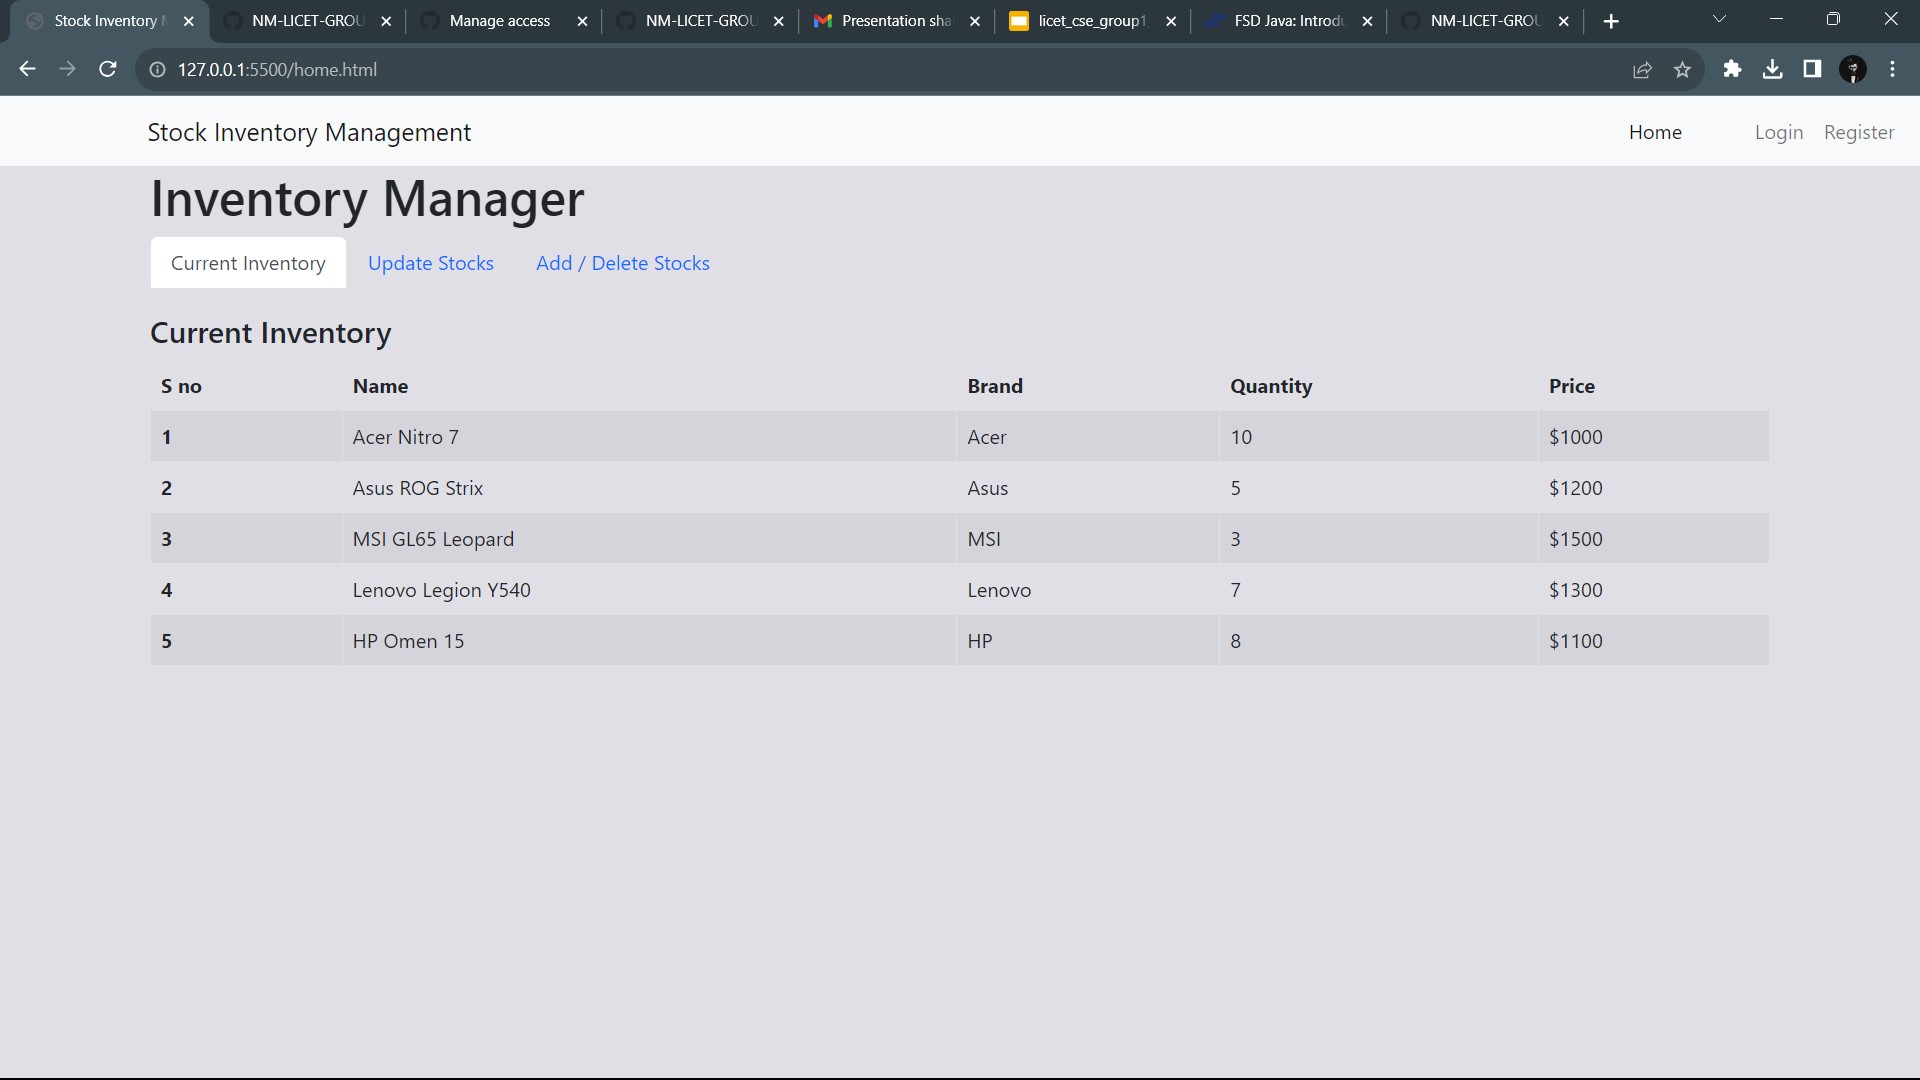 Stock Inventory M NM-LICET-GROU Manage access NM-LICET-GROU Presentation sha licet_cse_group1 FSD Java: Introdu NM-LICET-GROU
127.0.0.1:5500/home.html
Stock Inventory Management Home Login Register
Inventory Manager
Current Inventory Update Stocks Add / Delete Stocks
Current Inventory
S no Name Brand Quantity Price
1 Acer Nitro 7 Acer 10 $1000
2 Asus ROG Strix Asus 5 $1200
3 MSI GL65 Leopard MSI 3 $1500
4 Lenovo Legion Y540 Lenovo 7 $1300
5 HP Omen 15 HP 8 $1100